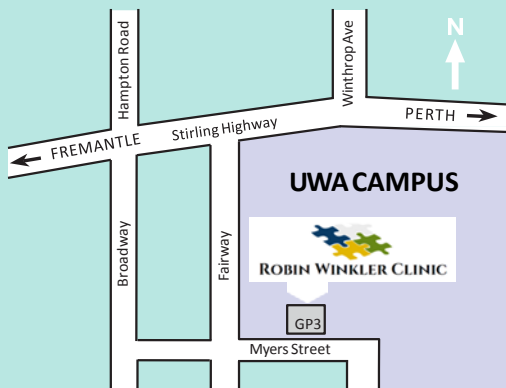 Hampton Road
Winthrop Ave
N
PERTH
Stirling Highway
FREMANTLE
UWA CAMPUS
ROBIN WINKLER CLINIC
Broadway
Fairway
GP3
Myers Street